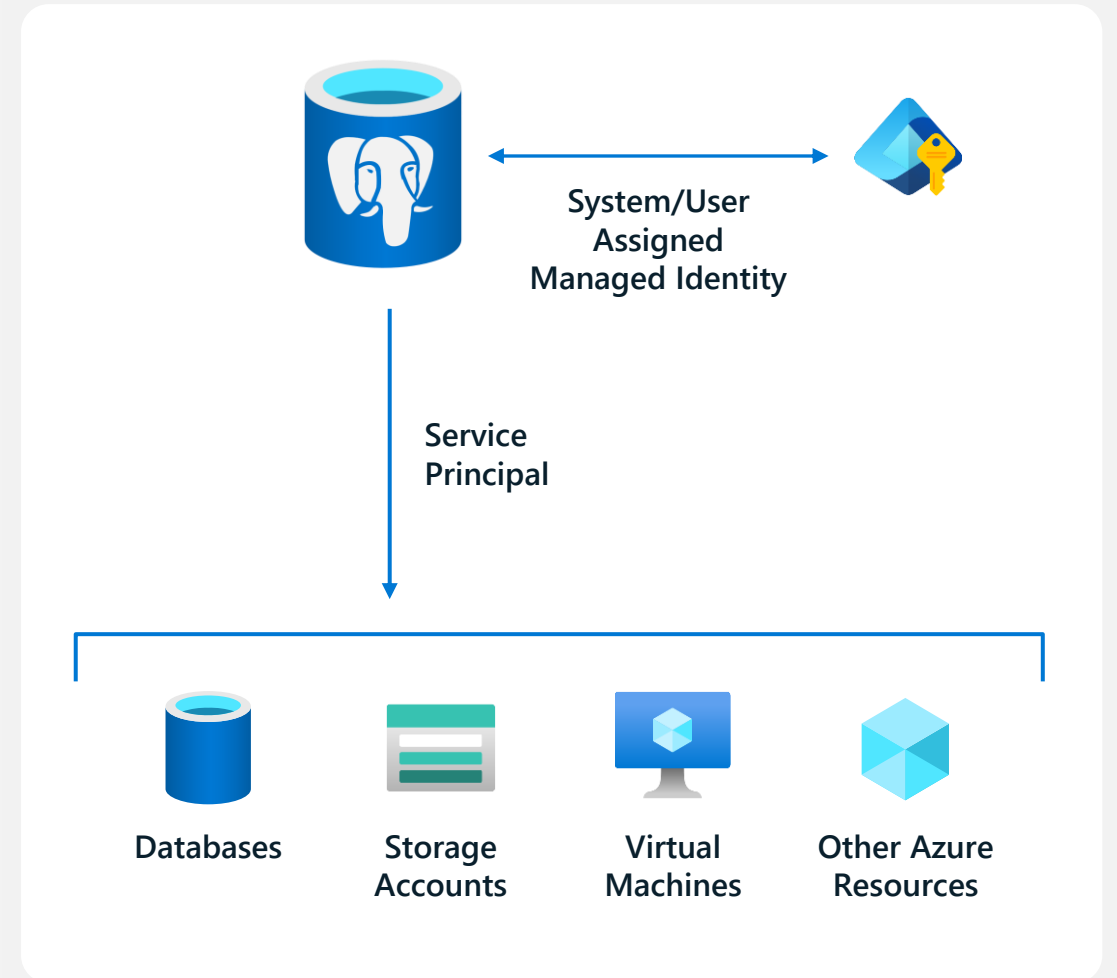 System/User
Assigned
Managed Identity
Service
Principal
Databases
Storage
Accounts
Virtual
Machines
Other Azure
Resources